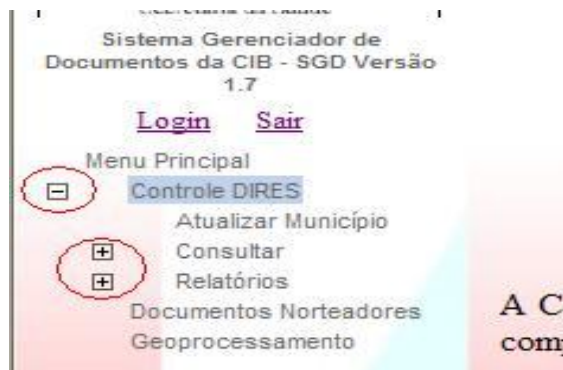 Sistema Gerenciador de
Documentos da CIB - SGD Versão
1.7
Login Sair
Menu Principal
Controle DIRES
Atualizar Município
Consultar
Relatórios
Documentos Norteadores
A C
Geoprocessamento